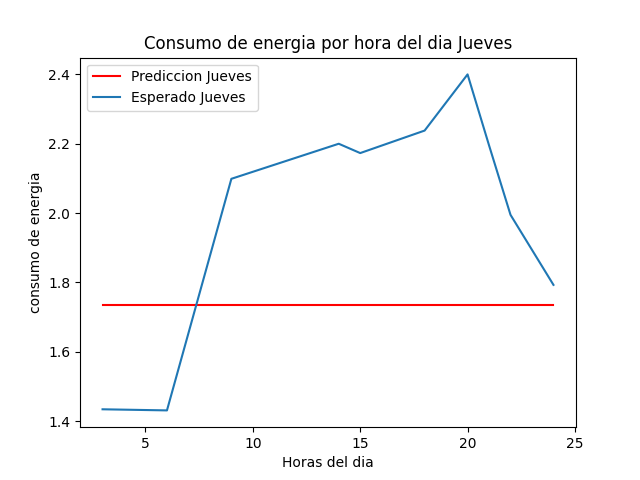 Consumo de energia por hora del dia Jueves
Prediccion Jueves
Esperado Jueves
consumo de energia
2.4
2.2
2.0
1.8
1.6
1.4
5
10
15
20
25
Horas del dia